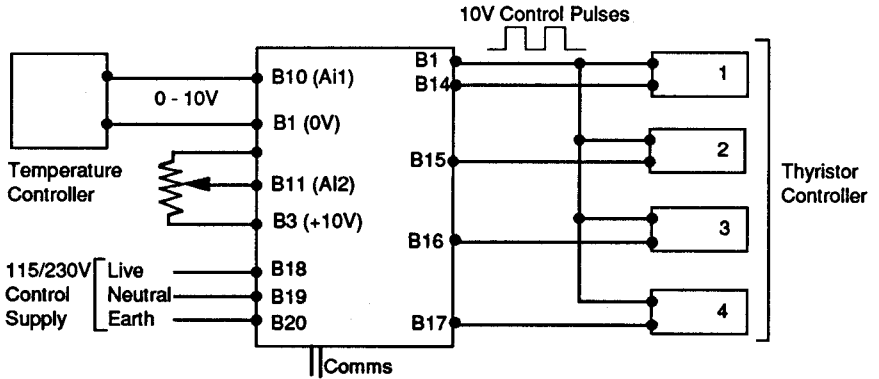 10V Control Pulses
B10 (Ai1)
0 - 10V
B1 (0V)
Temperature
Controller
B11 (AI2)
B3 (+10V)
115/230V
Control
Supply
Live
Neutral
Earth
B18
B19
B20
Comms
B1
B14
B15
B16
B17
1
2
3
4
Thyristor
Controller